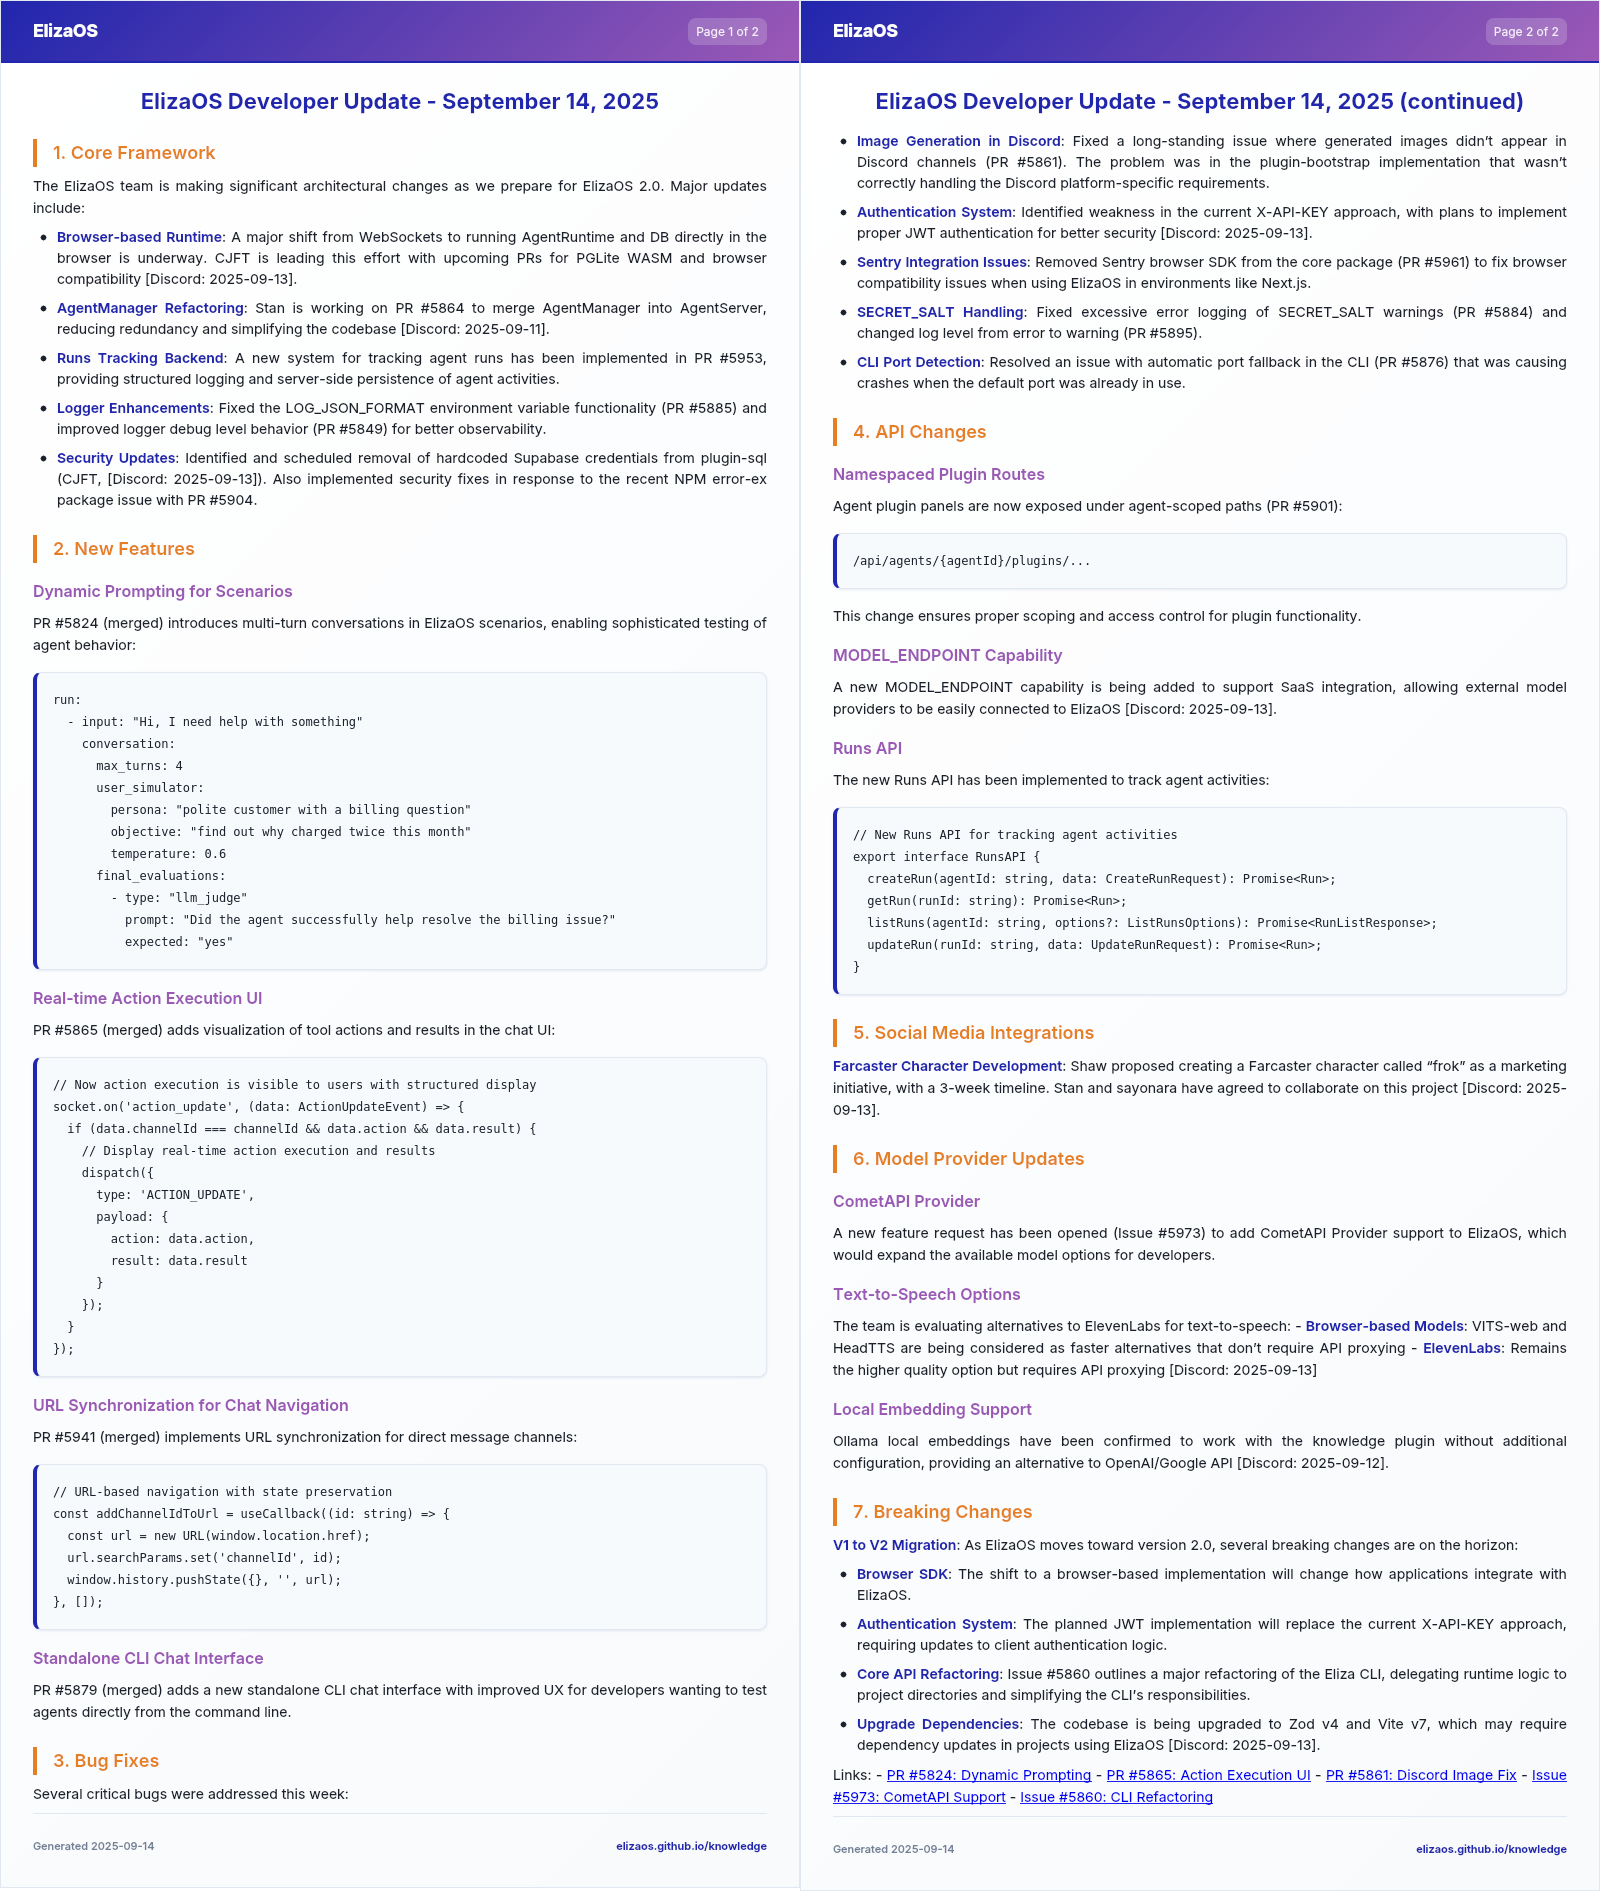 ElizaOS
Page 1 of 2
ElizaOS Developer Update - September 14, 2025
1. Core Framework
The ElizaOS team is making significant architectural changes as we prepare for ElizaOS 2.0. Major updates
include:
• Browser-based Runtime: A major shift from WebSockets to running AgentRuntime and DB directly in the
browser is underway. CJFT is leading this effort with upcoming PRs for PGLite WASM and browser
compatibility [Discord: 2025-09-13].
• AgentManager Refactoring: Stan is working on PR #5864 to merge AgentManager into AgentServer,
reducing redundancy and simplifying the codebase [Discord: 2025-09-11].
• Runs Tracking Backend: A new system for tracking agent runs has been implemented in PR #5953,
providing structured logging and server-side persistence of agent activities.
• Logger Enhancements: Fixed the LOG_JSON_FORMAT environment variable functionality (PR #5885) and
improved logger debug level behavior (PR #5849) for better observability.
• Security Updates: Identified and scheduled removal of hardcoded Supabase credentials from plugin-sql
(CJFT, [Discord: 2025-09-13]). Also implemented security fixes in response to the recent NPM error-ex
package issue with PR #5904.
2. New Features
Dynamic Prompting for Scenarios
PR #5824 (merged) introduces multi-turn conversations in ElizaOS scenarios, enabling sophisticated testing of
agent behavior:
run:
  - input: "Hi, I need help with something"
    conversation:
      max_turns: 4
      user_simulator:
        persona: "polite customer with a billing question"
        objective: "find out why charged twice this month"
        temperature: 0.6
      final_evaluations:
        - type: "llm_judge"
          prompt: "Did the agent successfully help resolve the billing issue?"
          expected: "yes"
Real-time Action Execution UI
PR #5865 (merged) adds visualization of tool actions and results in the chat UI:
// Now action execution is visible to users with structured display
socket.on('action_update', (data: ActionUpdateEvent) => {
  if (data.channelId === channelId && data.action && data.result) {
    // Display real-time action execution and results
    dispatch({
      type: 'ACTION_UPDATE',
      payload: {
        action: data.action,
        result: data.result
      }
    });
  }
});
URL Synchronization for Chat Navigation
PR #5941 (merged) implements URL synchronization for direct message channels:
// URL-based navigation with state preservation
const addChannelIdToUrl = useCallback((id: string) => {
  const url = new URL(window.location.href);
  url.searchParams.set('channelId', id);
  window.history.pushState({}, '', url);
}, []);
Standalone CLI Chat Interface
PR #5879 (merged) adds a new standalone CLI chat interface with improved UX for developers wanting to test
agents directly from the command line.
3. Bug Fixes
Several critical bugs were addressed this week:
Generated 2025-09-14
elizaos.github.io/knowledge
ElizaOS
Page 2 of 2
ElizaOS Developer Update - September 14, 2025 (continued)
• Image Generation in Discord: Fixed a long-standing issue where generated images didn’t appear in
Discord channels (PR #5861). The problem was in the plugin-bootstrap implementation that wasn’t
correctly handling the Discord platform-specific requirements.
• Authentication System: Identified weakness in the current X-API-KEY approach, with plans to implement
proper JWT authentication for better security [Discord: 2025-09-13].
• Sentry Integration Issues: Removed Sentry browser SDK from the core package (PR #5961) to fix browser
compatibility issues when using ElizaOS in environments like Next.js.
• SECRET_SALT Handling: Fixed excessive error logging of SECRET_SALT warnings (PR #5884) and
changed log level from error to warning (PR #5895).
• CLI Port Detection: Resolved an issue with automatic port fallback in the CLI (PR #5876) that was causing
crashes when the default port was already in use.
4. API Changes
Namespaced Plugin Routes
Agent plugin panels are now exposed under agent-scoped paths (PR #5901):
/api/agents/{agentId}/plugins/...
This change ensures proper scoping and access control for plugin functionality.
MODEL_ENDPOINT Capability
A new MODEL_ENDPOINT capability is being added to support SaaS integration, allowing external model
providers to be easily connected to ElizaOS [Discord: 2025-09-13].
Runs API
The new Runs API has been implemented to track agent activities:
// New Runs API for tracking agent activities
export interface RunsAPI {
  createRun(agentId: string, data: CreateRunRequest): Promise<Run>;
  getRun(runId: string): Promise<Run>;
  listRuns(agentId: string, options?: ListRunsOptions): Promise<RunListResponse>;
  updateRun(runId: string, data: UpdateRunRequest): Promise<Run>;
}
5. Social Media Integrations
Farcaster Character Development: Shaw proposed creating a Farcaster character called “frok” as a marketing
initiative, with a 3-week timeline. Stan and sayonara have agreed to collaborate on this project [Discord: 2025-
09-13].
6. Model Provider Updates
CometAPI Provider
A new feature request has been opened (Issue #5973) to add CometAPI Provider support to ElizaOS, which
would expand the available model options for developers.
Text-to-Speech Options
The team is evaluating alternatives to ElevenLabs for text-to-speech: - Browser-based Models: VITS-web and
HeadTTS are being considered as faster alternatives that don’t require API proxying - ElevenLabs: Remains
the higher quality option but requires API proxying [Discord: 2025-09-13]
Local Embedding Support
Ollama local embeddings have been confirmed to work with the knowledge plugin without additional
configuration, providing an alternative to OpenAI/Google API [Discord: 2025-09-12].
7. Breaking Changes
V1 to V2 Migration: As ElizaOS moves toward version 2.0, several breaking changes are on the horizon:
• Browser SDK: The shift to a browser-based implementation will change how applications integrate with
ElizaOS.
• Authentication System: The planned JWT implementation will replace the current X-API-KEY approach,
requiring updates to client authentication logic.
• Core API Refactoring: Issue #5860 outlines a major refactoring of the Eliza CLI, delegating runtime logic to
project directories and simplifying the CLI’s responsibilities.
• Upgrade Dependencies: The codebase is being upgraded to Zod v4 and Vite v7, which may require
dependency updates in projects using ElizaOS [Discord: 2025-09-13].
Links: - PR #5824: Dynamic Prompting - PR #5865: Action Execution UI - PR #5861: Discord Image Fix - Issue
#5973: CometAPI Support - Issue #5860: CLI Refactoring
Generated 2025-09-14
elizaos.github.io/knowledge